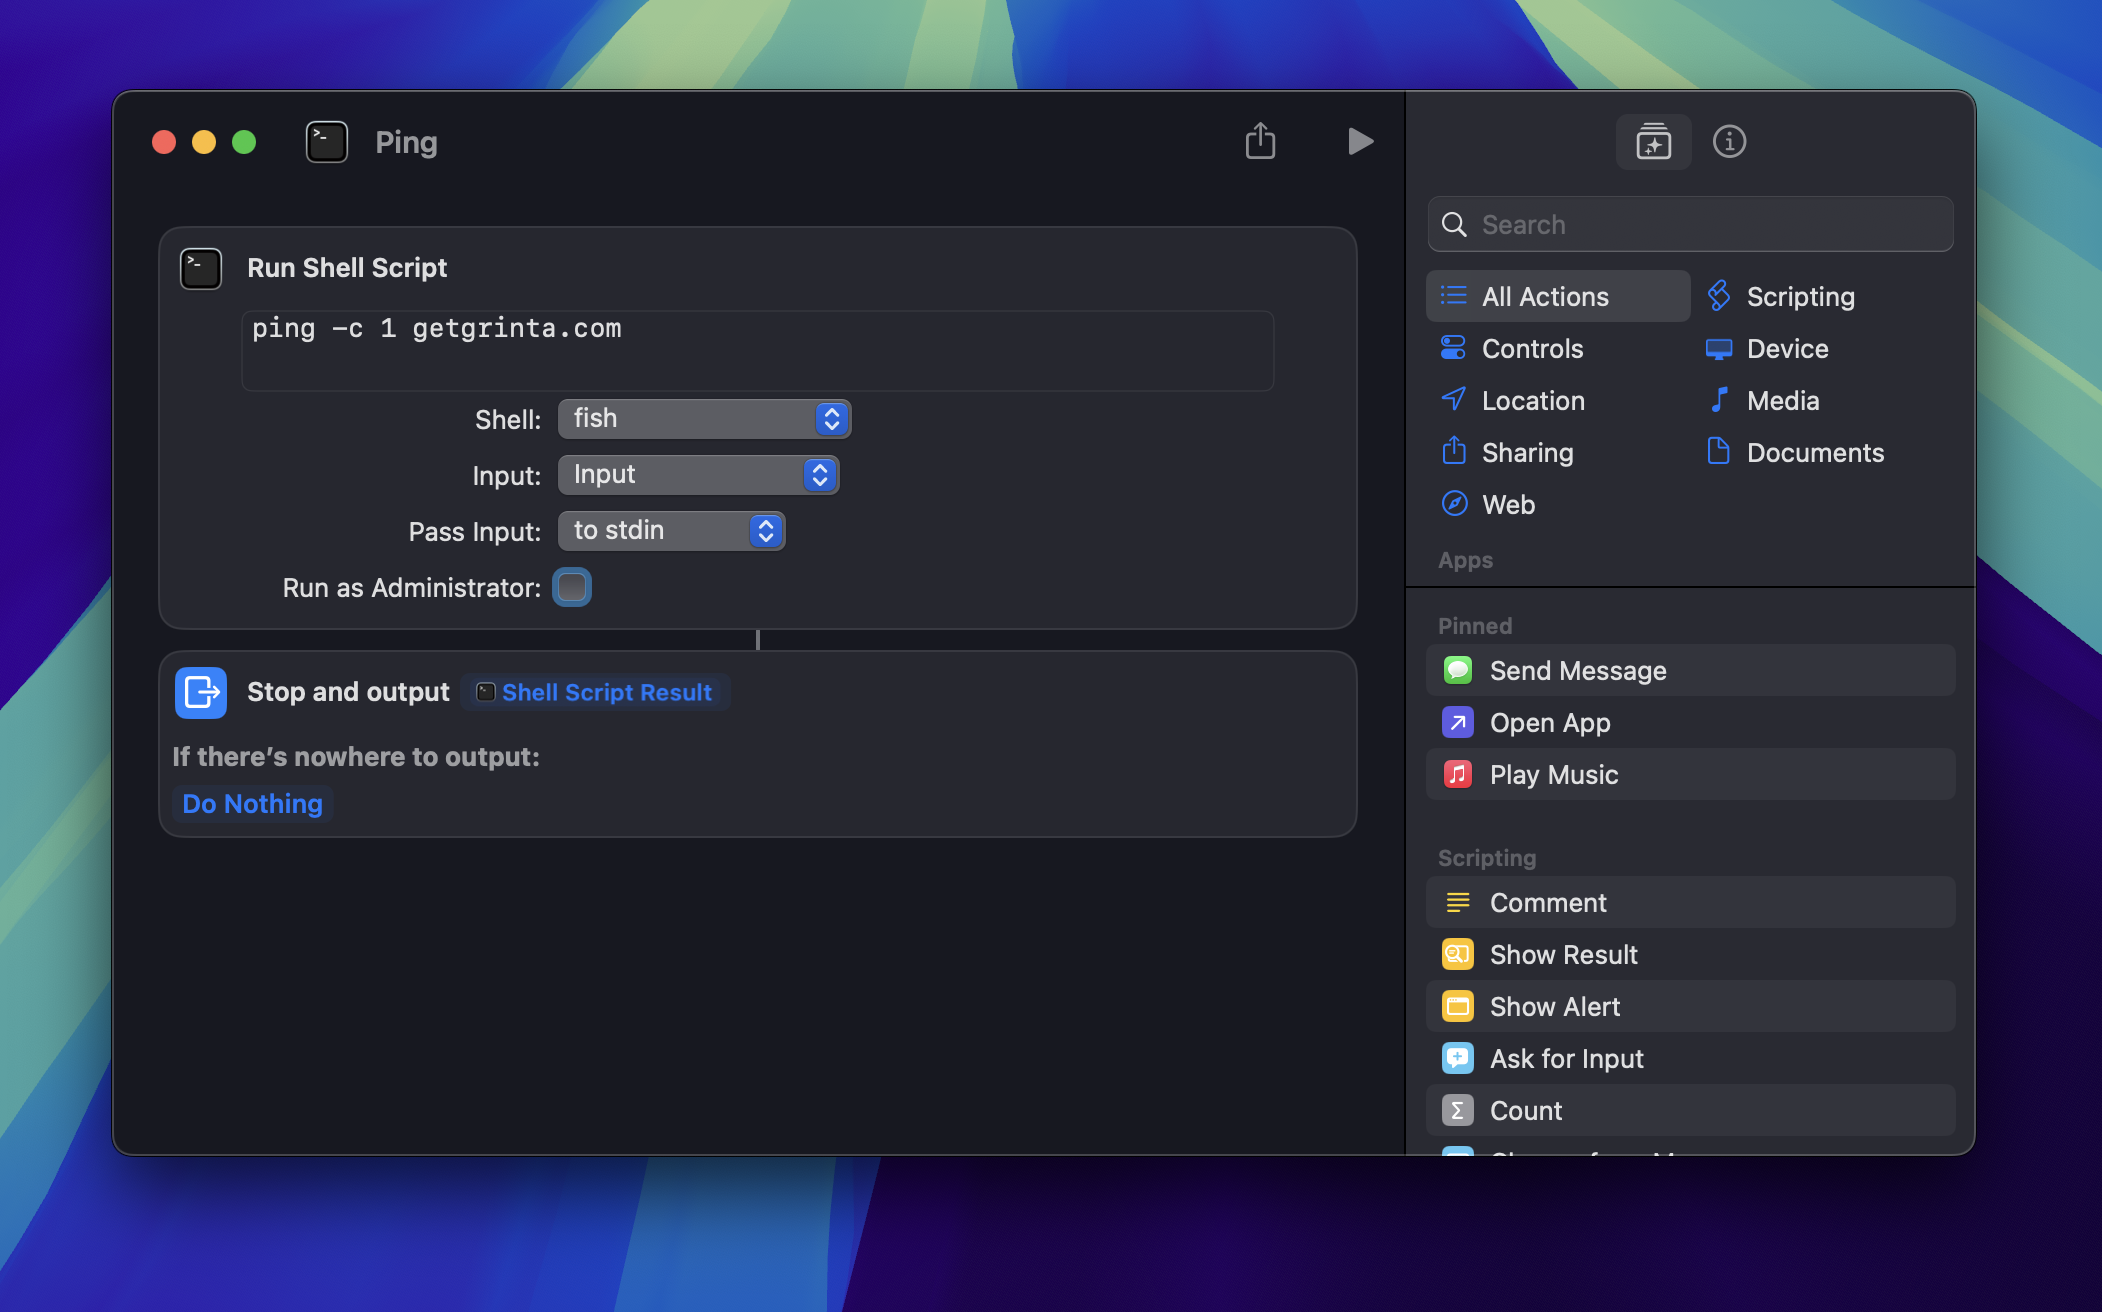 Ping
Run Shell Script
ping -c 1 getgrinta.com
Shell: fish
Input: Input
Pass Input: to stdin
Run as Administrator:
Stop and output Shell Script Result
If there's nowhere to output:
Do Nothing
Search
All Actions
Scripting
Controls
Device
Location
Media
Sharing
Documents
Web
Apps
Pinned
Send Message
Open App
Play Music
Scripting
Comment
Show Result
Show Alert
Ask for Input
Count